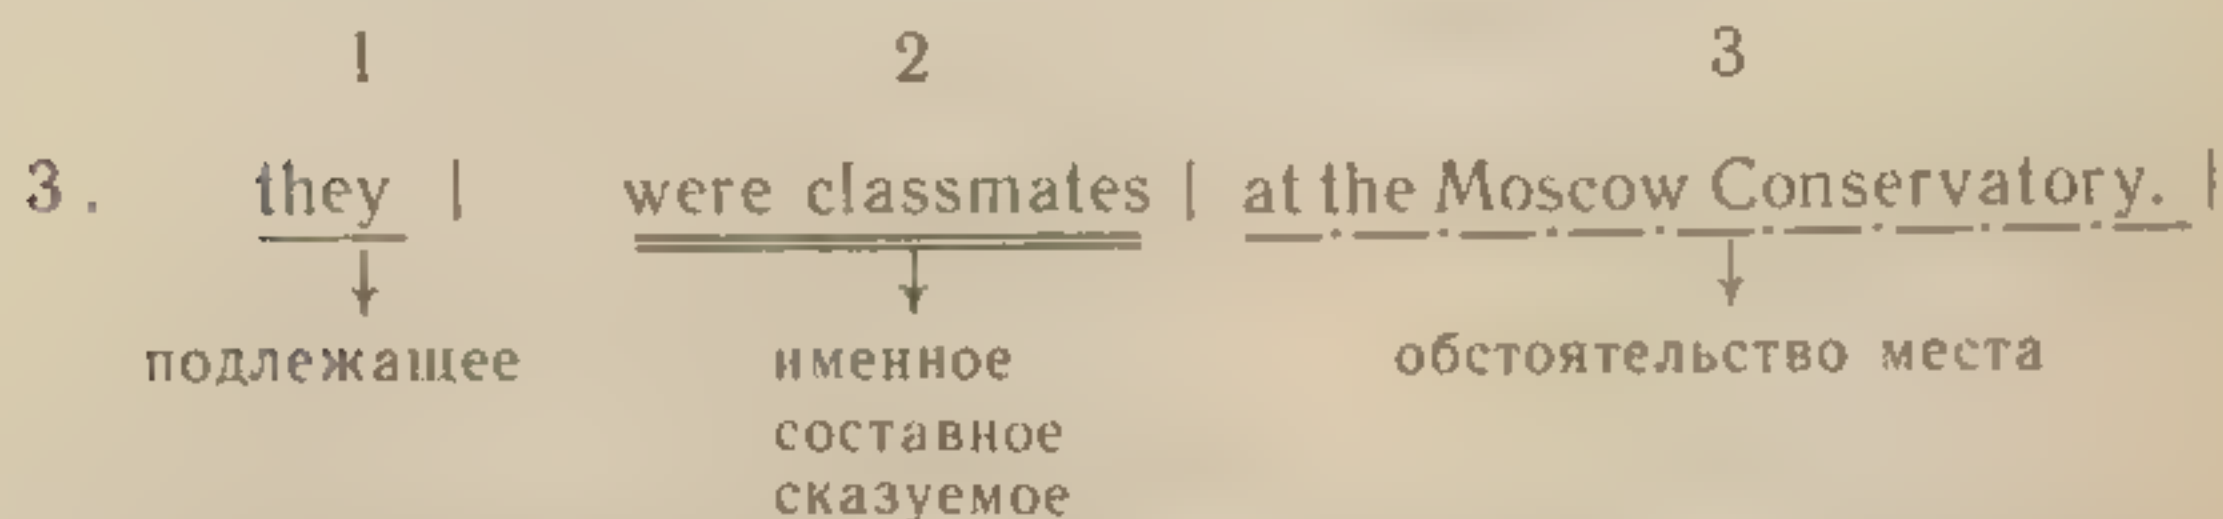 1 2 3
3. they | were classmates | at the Moscow Conservatory. |
подлежащее именное обстоятельство места
составное
сказуемое